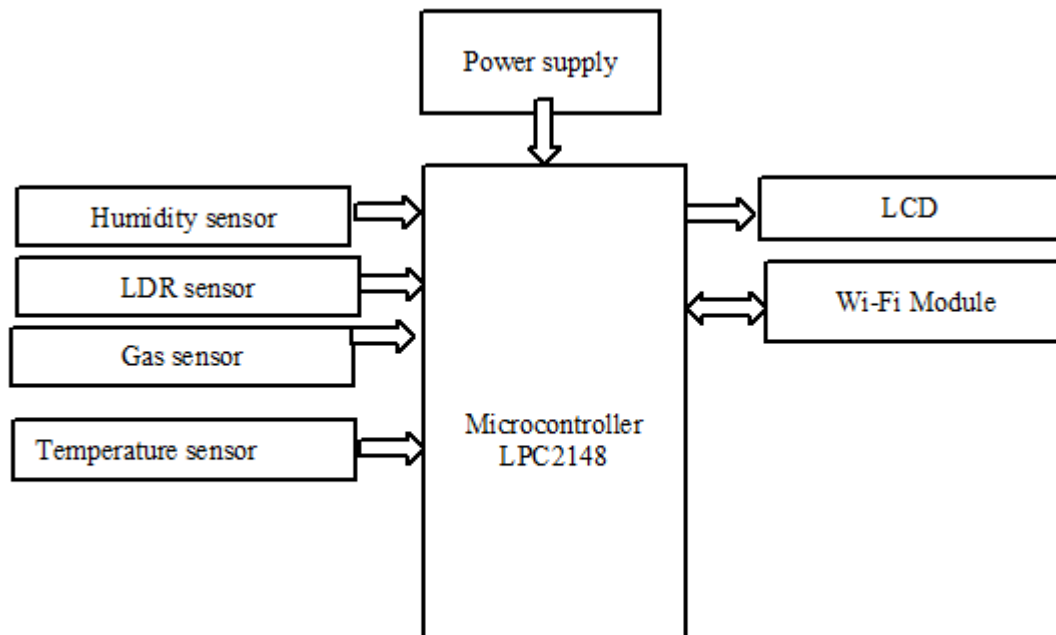 Power supply
Humidity sensor
LDR sensor
Gas sensor
Temperature sensor
Microcontroller
LPC2148
LCD
Wi-Fi Module